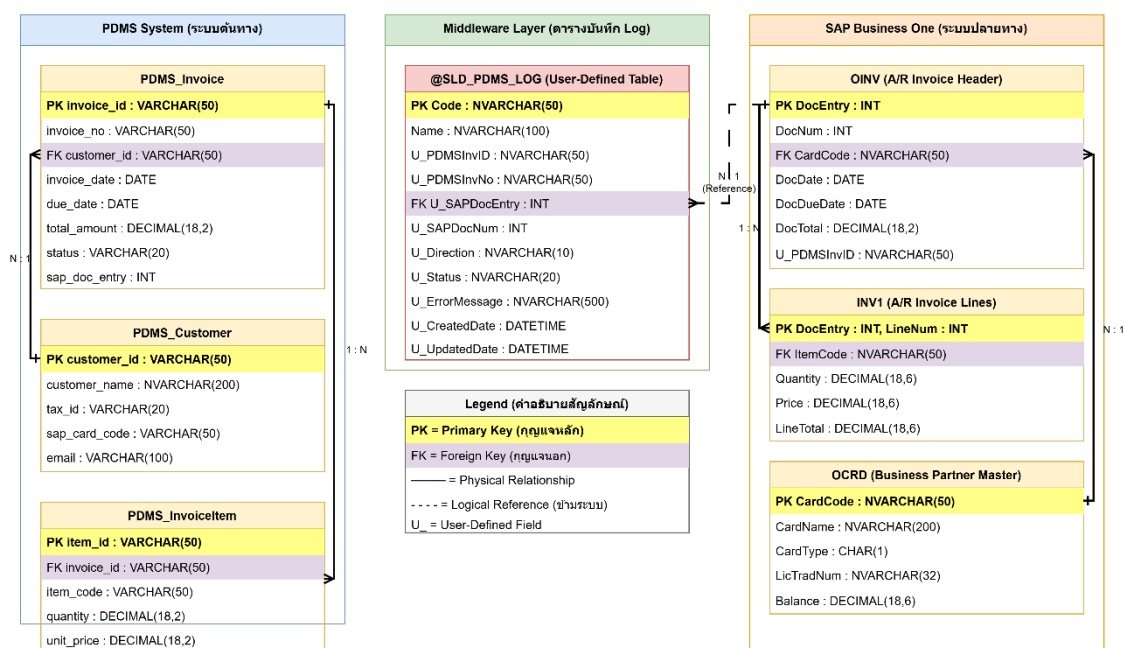 PDMS System (ระบบต้นทาง)
PDMS_Invoice
PK invoice_id : VARCHAR(50)
invoice_no : VARCHAR(50)
FK customer_id : VARCHAR(50)
invoice_date : DATE
due_date : DATE
total_amount : DECIMAL(18,2)
status : VARCHAR(20)
sap_doc_entry : INT
N : 1
PDMS_Customer
PK customer_id : VARCHAR(50)
customer_name : NVARCHAR(200)
tax_id : VARCHAR(20)
sap_card_code : VARCHAR(50)
email : VARCHAR(100)
1 : N
PDMS_InvoiceItem
PK item_id : VARCHAR(50)
FK invoice_id : VARCHAR(50)
item_code : VARCHAR(50)
quantity : DECIMAL(18,2)
unit_price : DECIMAL(18,2)
Middleware Layer (ตารางบันทึก Log)
@SLD_PDMS_LOG (User-Defined Table)
PK Code : NVARCHAR(50)
Name : NVARCHAR(100)
U_PDMSInvID : NVARCHAR(50)
U_PDMSInvNo : NVARCHAR(50)
FK U_SAPDocEntry : INT
U_SAPDocNum : INT
U_Direction : NVARCHAR(10)
U_Status : NVARCHAR(20)
U_ErrorMessage : NVARCHAR(500)
U_CreatedDate : DATETIME
U_UpdatedDate : DATETIME
Legend (คำอธิบายสัญลักษณ์)
PK = Primary Key (กุญแจหลัก)
FK = Foreign Key (กุญแจนอก)
——— = Physical Relationship
- - - - = Logical Reference (ข้ามระบบ)
U_ = User-Defined Field
N : 1
(Reference)
1 : N
SAP Business One (ระบบปลายทาง)
OINV (A/R Invoice Header)
PK DocEntry : INT
DocNum : INT
FK CardCode : NVARCHAR(50)
DocDate : DATE
DocDueDate : DATE
DocTotal : DECIMAL(18,2)
U_PDMSInvID : NVARCHAR(50)
INV1 (A/R Invoice Lines)
PK DocEntry : INT, LineNum : INT
FK ItemCode : NVARCHAR(50)
Quantity : DECIMAL(18,6)
Price : DECIMAL(18,6)
LineTotal : DECIMAL(18,6)
N : 1
OCRD (Business Partner Master)
PK CardCode : NVARCHAR(50)
CardName : NVARCHAR(200)
CardType : CHAR(1)
LicTradNum : NVARCHAR(32)
Balance : DECIMAL(18,6)